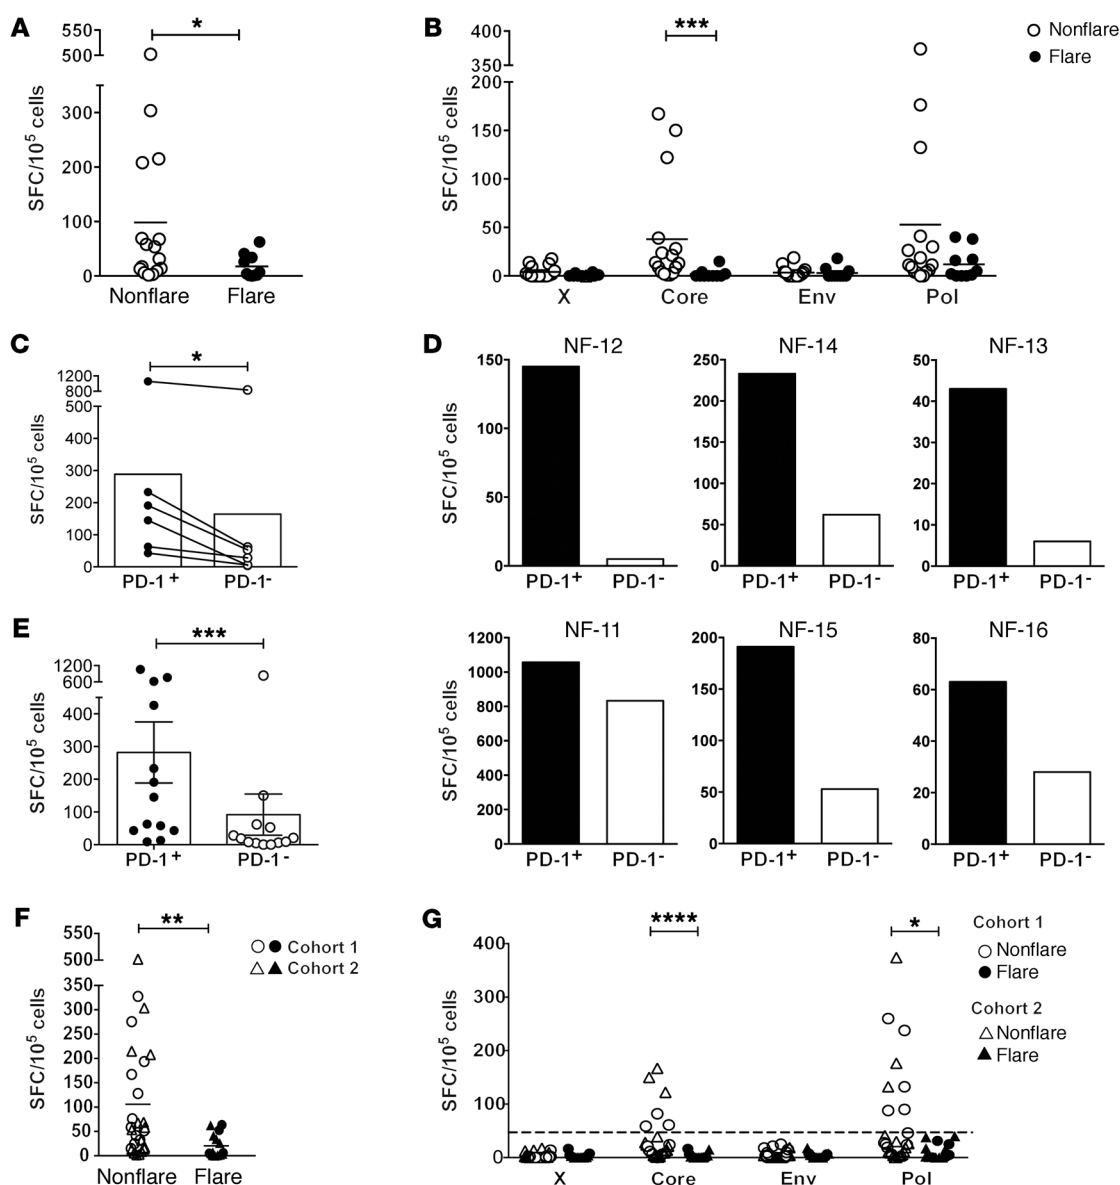 A
*
550
500
300
200
100
0
SFC/10⁵ cells
Nonflare Flare
B
***
400
350
200
150
100
50
0
SFC/10⁵ cells
X Core Env Pol
Nonflare
Flare
C
*
1200
800
500
400
300
200
100
0
SFC/10⁵ cells
PD-1⁺ PD-1⁻
D
NF-12
150
100
50
0
SFC/10⁵ cells
PD-1⁺ PD-1⁻
NF-14
250
200
150
100
50
0
PD-1⁺ PD-1⁻
NF-13
50
40
30
20
10
0
PD-1⁺ PD-1⁻
NF-11
1200
1000
800
600
400
200
0
SFC/10⁵ cells
PD-1⁺ PD-1⁻
NF-15
200
150
100
50
0
PD-1⁺ PD-1⁻
NF-16
80
60
40
20
0
PD-1⁺ PD-1⁻
E
***
1200
600
400
300
200
100
0
SFC/10⁵ cells
PD-1⁺ PD-1⁻
F
**
550
500
350
300
250
200
150
100
50
0
SFC/10⁵ cells
Nonflare Flare
Cohort 1
Cohort 2
G
****
*
400
300
200
100
0
SFC/10⁵ cells
X Core Env Pol
Cohort 1
Nonflare
Flare
Cohort 2
Nonflare
Flare